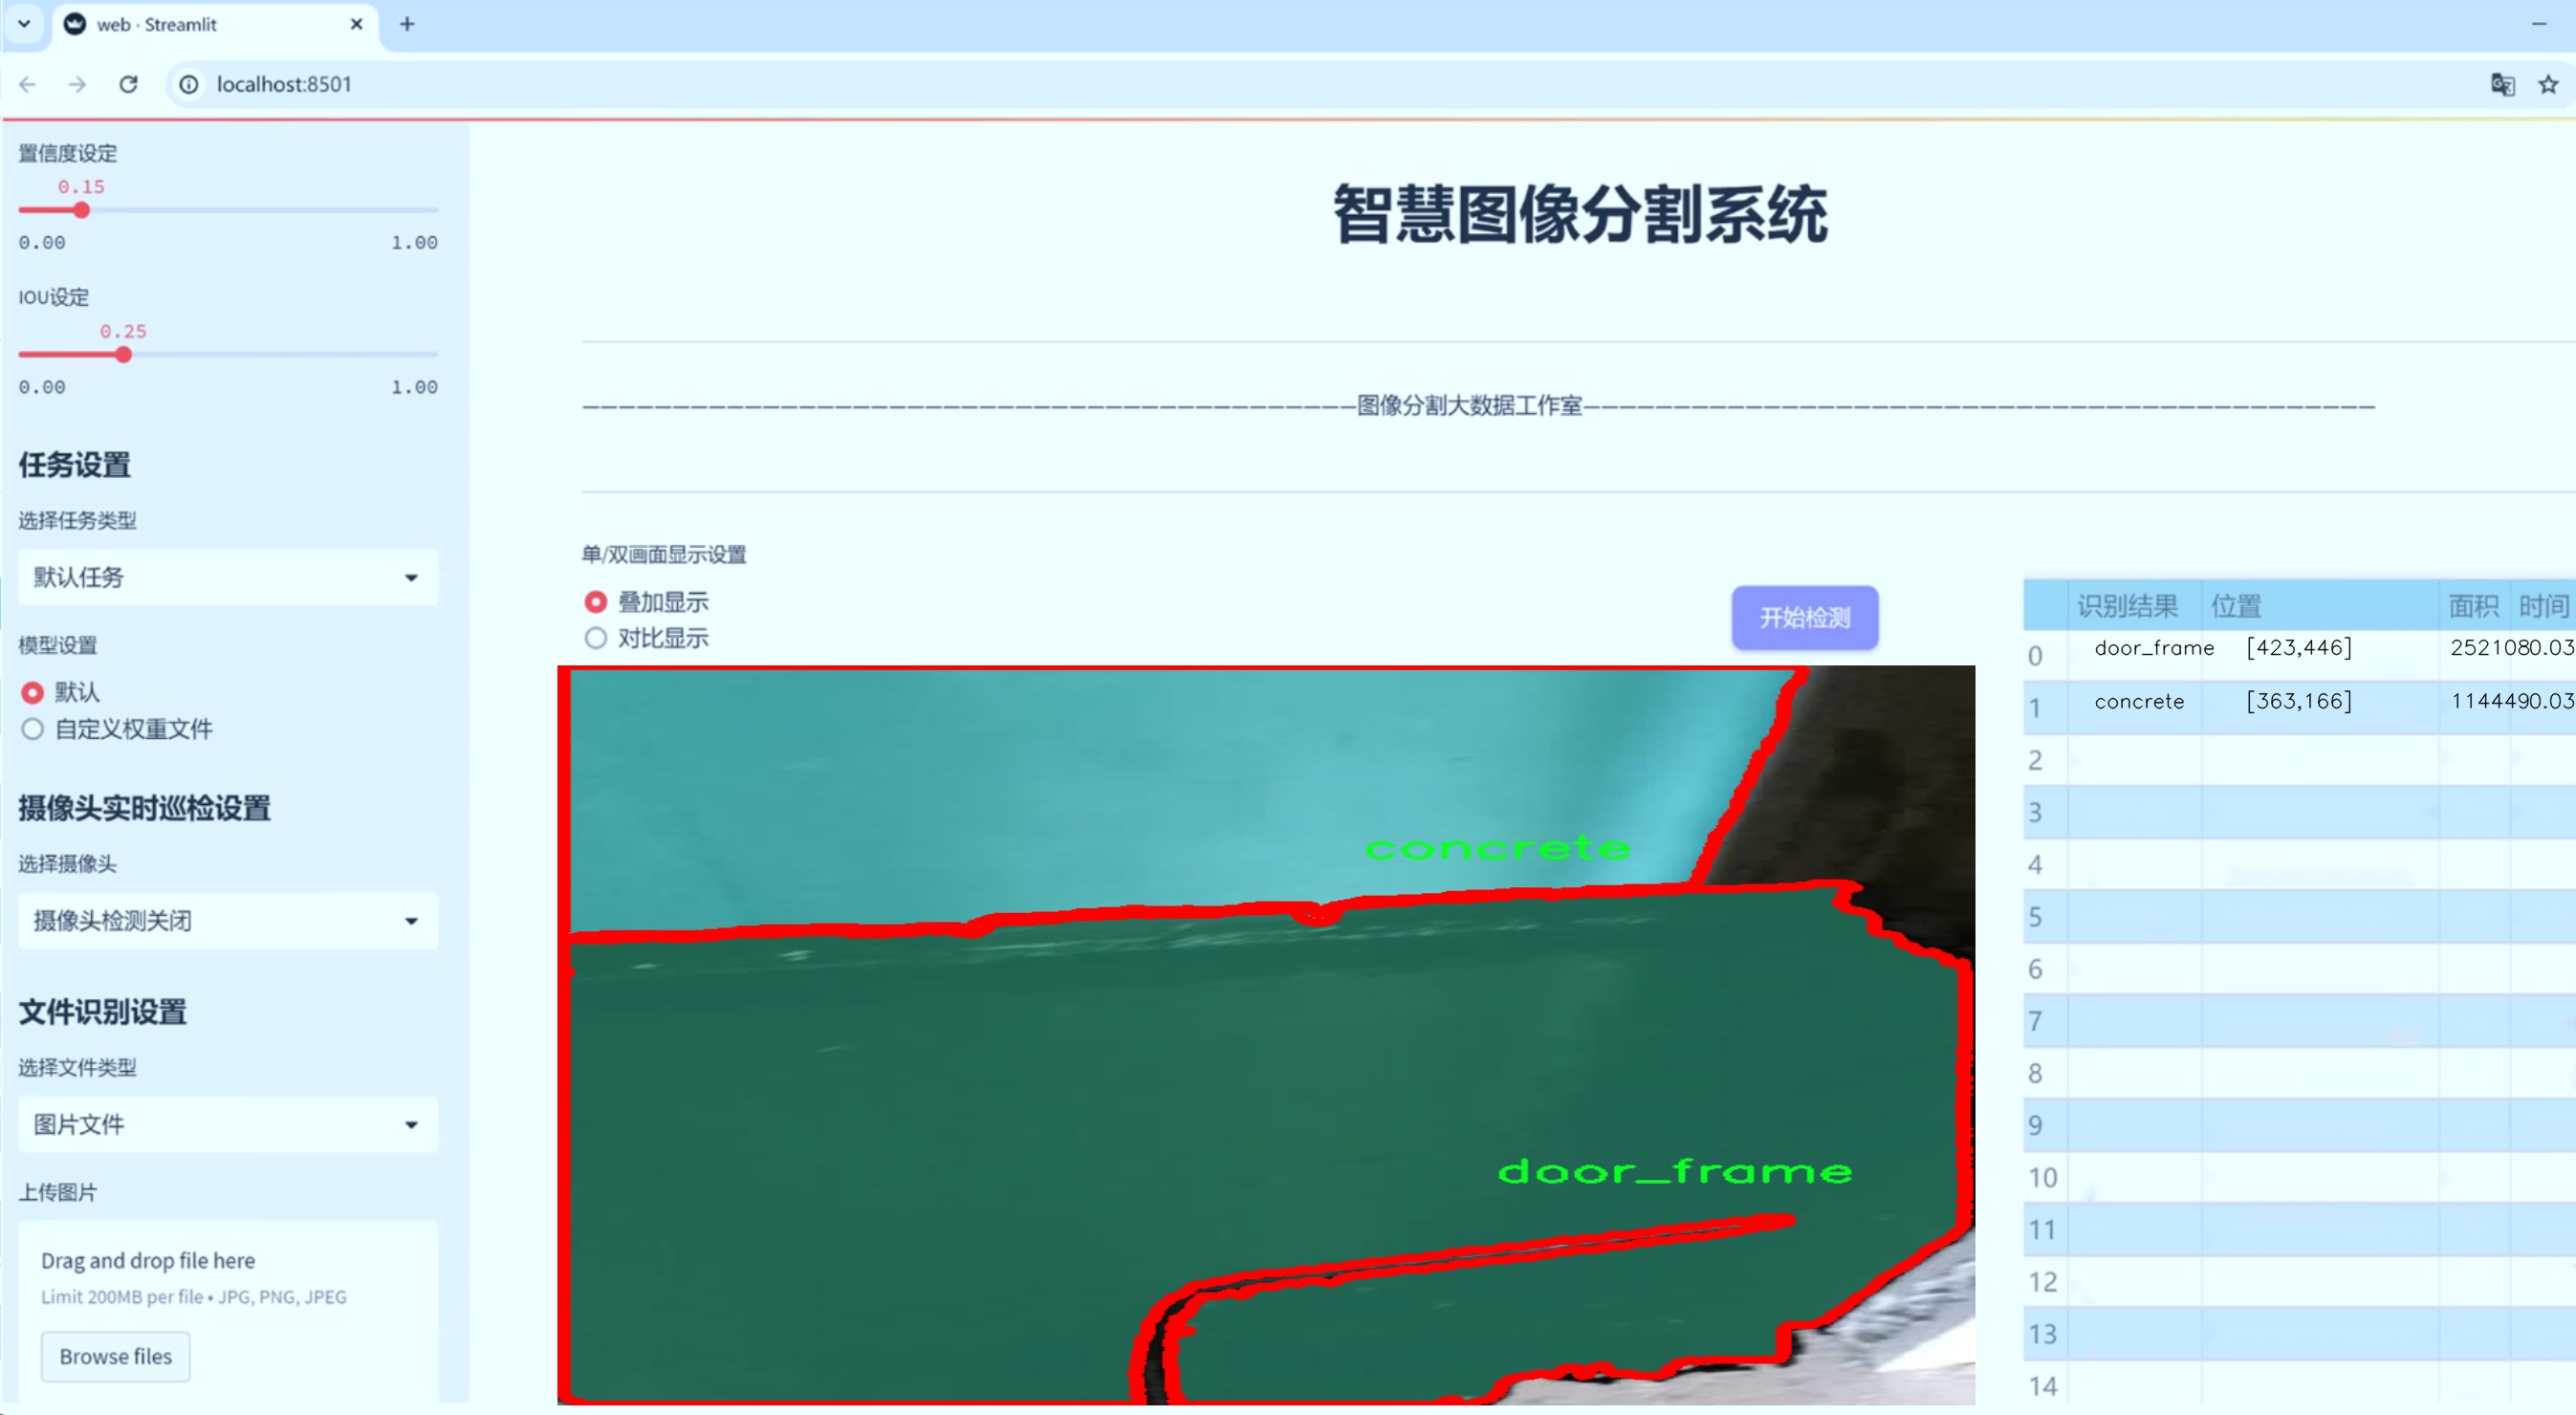 web · Streamlit
localhost:8501
置信度设定
0.15
0.00 1.00
IOU设定
0.25
0.00 1.00
任务设置
选择任务类型
默认任务
模型设置
默认
自定义权重文件
摄像头实时巡检设置
选择摄像头
摄像头检测关闭
文件识别设置
选择文件类型
图片文件
上传图片
Drag and drop file here
Limit 200MB per file • JPG, PNG, JPEG
Browse files
智慧图像分割系统
———————————————————————————————————————————图像分割大数据工作室————————————————————————————————————————————
单/双画面显示设置
叠加显示
对比显示
开始检测
concrete
door_frame
识别结果 位置 面积 时间
0 door_frame [423,446] 2521080.03
1 concrete [363,166] 1144490.03
2
3
4
5
6
7
8
9
10
11
12
13
14